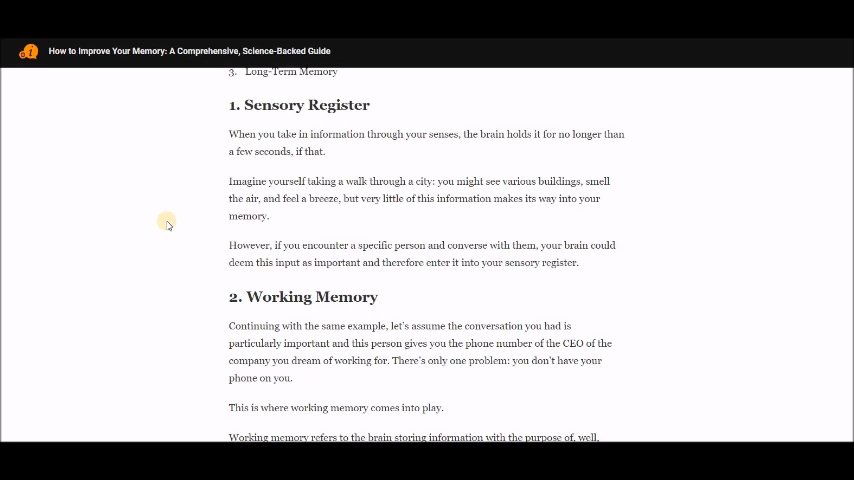 How to Improve Your Memory: A Comprehensive, Science-Backed Guide
3. Long-Term Memory
1. Sensory Register
When you take in information through your senses, the brain holds it for no longer than
a few seconds, if that.
Imagine yourself taking a walk through a city: you might see various buildings, smell
the air, and feel a breeze, but very little of this information makes its way into your
memory.
However, if you encounter a specific person and converse with them, your brain could
deem this input as important and therefore enter it into your sensory register.
2. Working Memory
Continuing with the same example, let's assume the conversation you had is
particularly important and this person gives you the phone number of the CEO of the
company you dream of working for. There's only one problem: you don't have your
phone on you.
This is where working memory comes into play.
Working memory refers to the brain storing information with the purpose of, well,